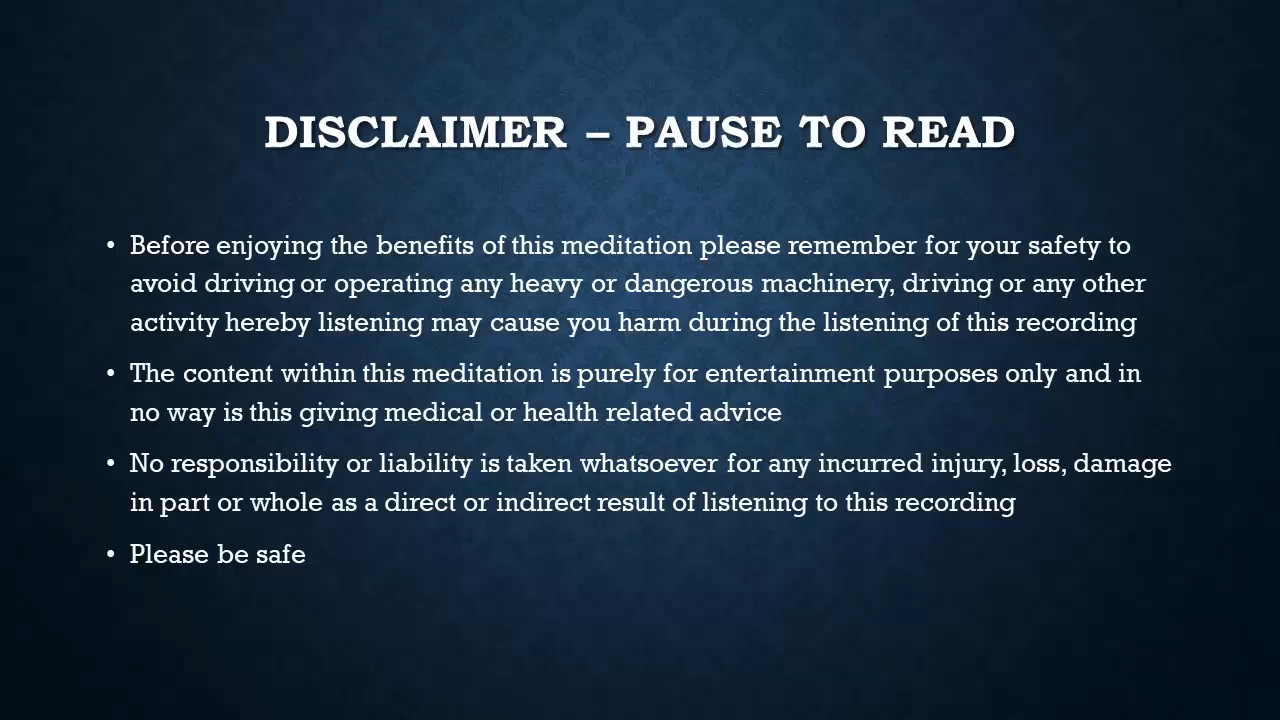 DISCLAIMER – PAUSE TO READ
• Before enjoying the benefits of this meditation please remember for your safety to
avoid driving or operating any heavy or dangerous machinery, driving or any other
activity hereby listening may cause you harm during the listening of this recording
• The content within this meditation is purely for entertainment purposes only and in
no way is this giving medical or health related advice
• No responsibility or liability is taken whatsoever for any incurred injury, loss, damage
in part or whole as a direct or indirect result of listening to this recording
• Please be safe